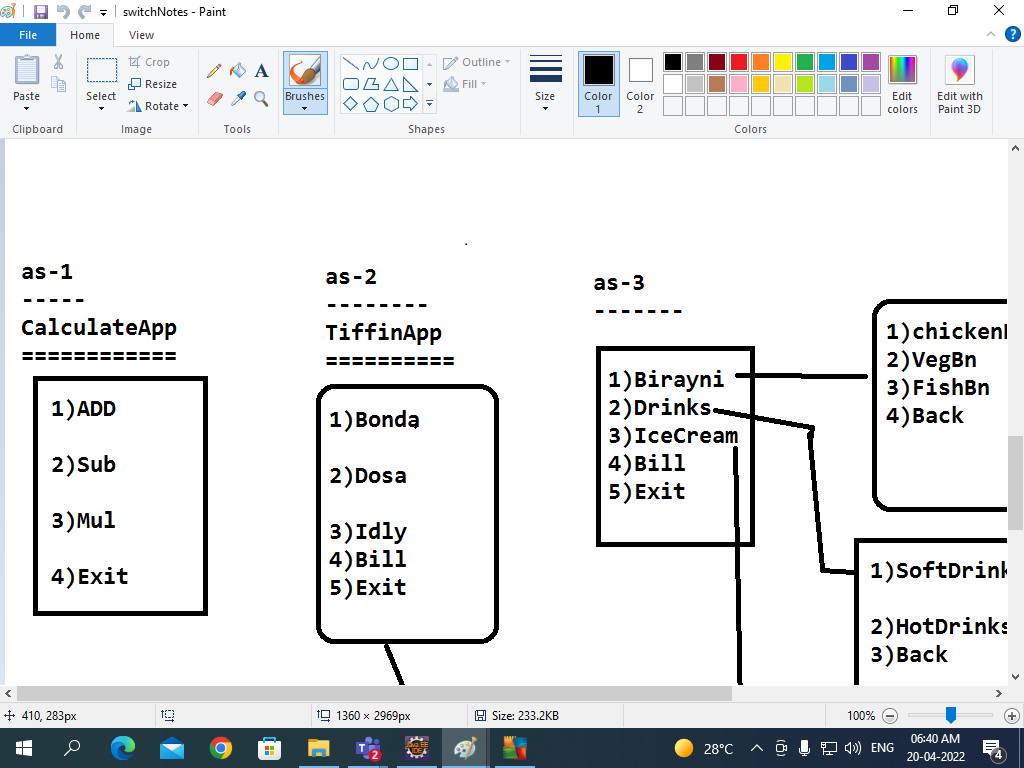 switchNotes - Paint
File
Home
View
Paste
Clipboard
Select
Crop
Resize
Rotate
Image
A
Tools
Brushes
Outline
Fill
Shapes
Size
Color
1
Color
2
Colors
Edit
colors
Edit with
Paint 3D
as-1
-----
CalculateApp
============
1)ADD
2)Sub
3)Mul
4)Exit
as-2
--------
TiffinApp
==========
1)Bonda
2)Dosa
3)Idly
4)Bill
5)Exit
as-3
-------
1)Birayni
2)Drinks
3)IceCream
4)Bill
5)Exit
1)chicken
2)VegBn
3)FishBn
4)Back
1)SoftDrink
2)HotDrinks
3)Back
410, 283px
1360 × 2969px
Size: 233.2KB
100%
2
28°C
ENG
06:40 AM
20-04-2022
4